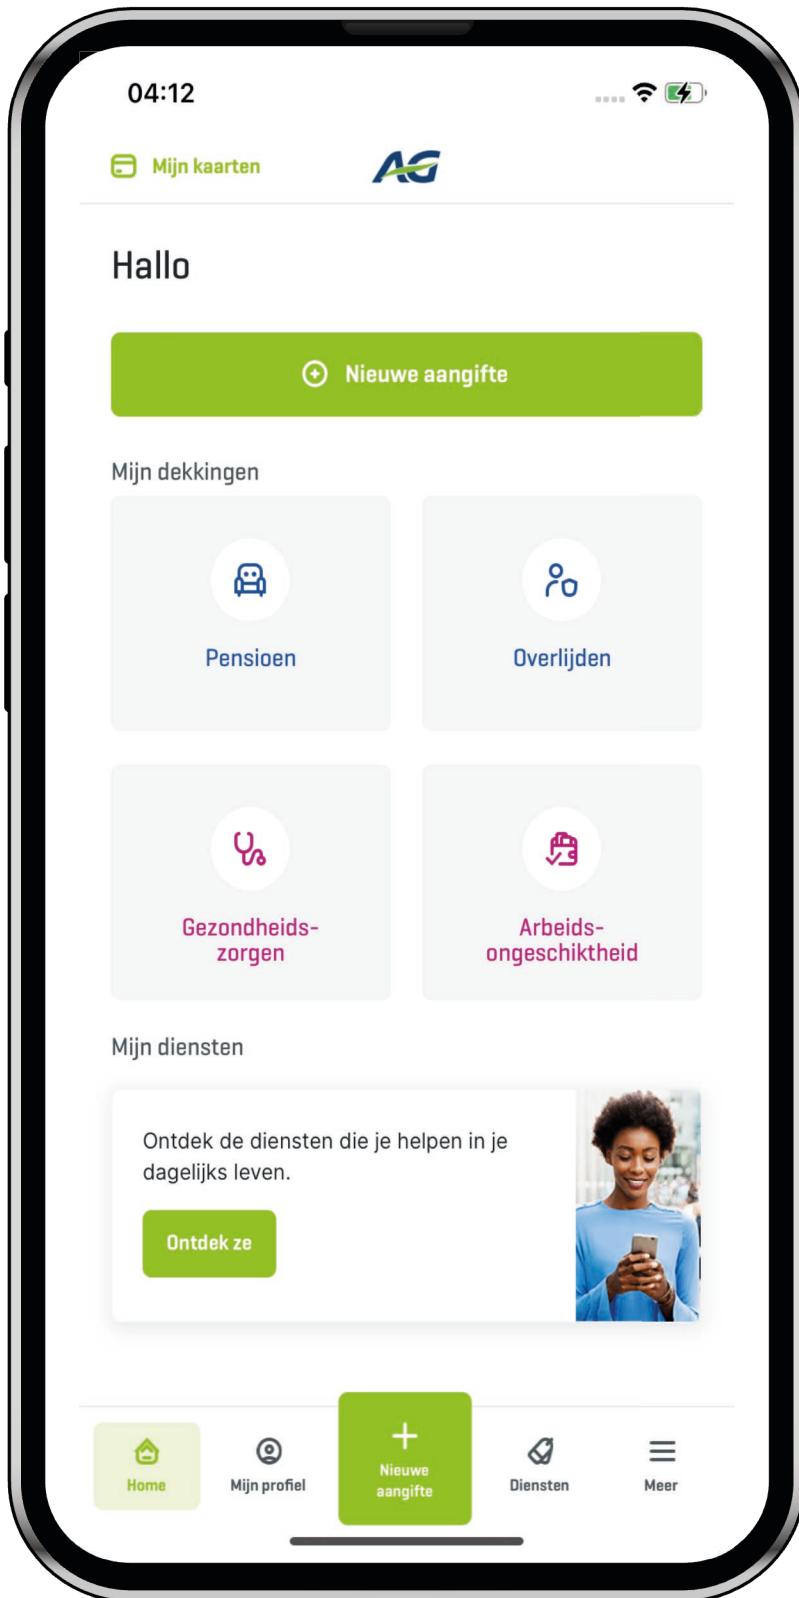 04:12
Mijn kaarten
AG
Hallo
Nieuwe aangifte
Mijn dekkingen
Pensioen
Overlijden
Gezondheids-
zorgen
Arbeids-
ongeschiktheid
Mijn diensten
Ontdek de diensten die je helpen in je
dagelijks leven.
Ontdek ze
Home
Mijn profiel
Nieuwe
aangifte
Diensten
Meer